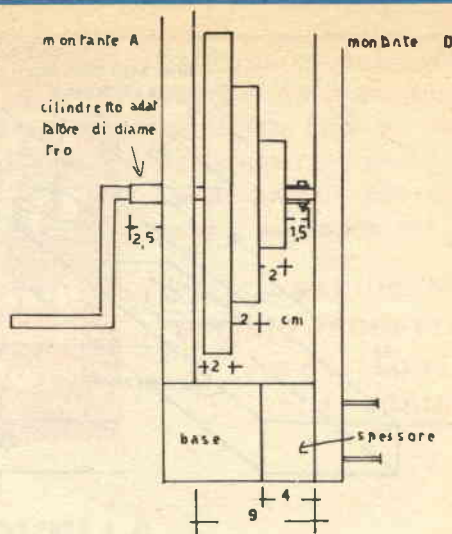 montante A
montante D
cilindretto adat
tatore di diame
tro
2,5
1,5
2
2 cm
2
base
spessore
4
9